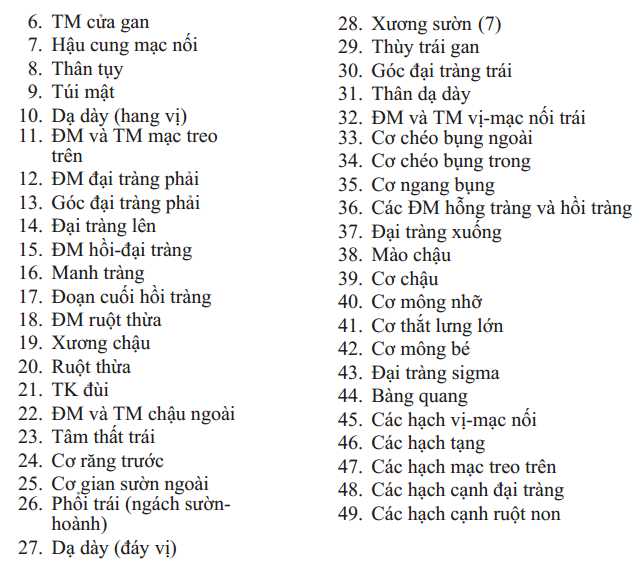 6. TM cửa gan
7. Hậu cung mạc nối
8. Thân tụy
9. Túi mật
10. Dạ dày (hang vị)
11. ĐM và TM mạc treo
trên
12. ĐM đại tràng phải
13. Góc đại tràng phải
14. Đại tràng lên
15. ĐM hồi-đại tràng
16. Manh tràng
17. Đoạn cuối hồi tràng
18. ĐM ruột thừa
19. Xương chậu
20. Ruột thừa
21. TK đùi
22. ĐM và TM chậu ngoài
23. Tâm thất trái
24. Cơ răng trước
25. Cơ gian sườn ngoài
26. Phổi trái (ngách sườn-
hoành)
27. Dạ dày (đáy vị)
28. Xương sườn (7)
29. Thùy trái gan
30. Góc đại tràng trái
31. Thân dạ dày
32. ĐM và TM vị-mạc nối trái
33. Cơ chéo bụng ngoài
34. Cơ chéo bụng trong
35. Cơ ngang bụng
36. Các ĐM hỗng tràng và hồi tràng
37. Đại tràng xuống
38. Mào chậu
39. Cơ chậu
40. Cơ mông nhỡ
41. Cơ thắt lưng lớn
42. Cơ mông bé
43. Đại tràng sigma
44. Bàng quang
45. Các hạch vị-mạc nối
46. Các hạch tạng
47. Các hạch mạc treo trên
48. Các hạch cạnh đại tràng
49. Các hạch cạnh ruột non